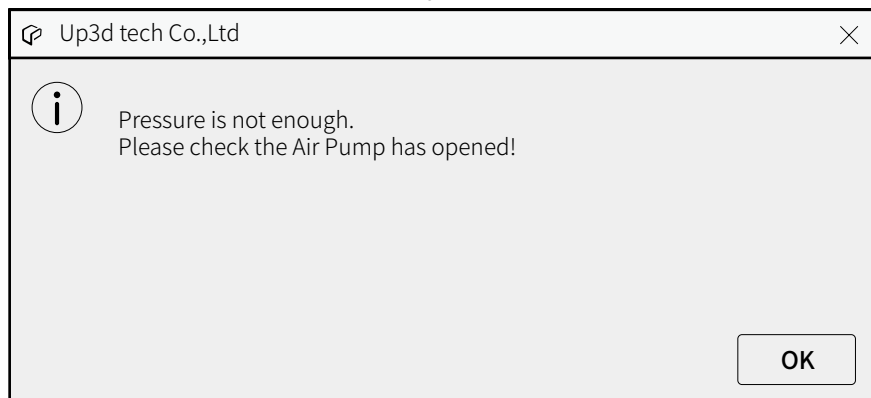 Up3d tech Co.,Ltd
Pressure is not enough.
Please check the Air Pump has opened!
OK